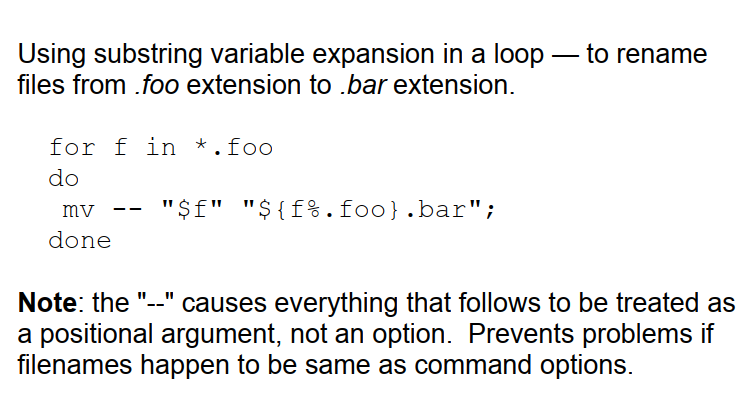 Using substring variable expansion in a loop — to rename
files from .foo extension to .bar extension.
for f in *.foo
do
mv -- "$f" "${f%.foo}.bar";
done
Note: the "--" causes everything that follows to be treated as
a positional argument, not an option. Prevents problems if
filenames happen to be same as command options.